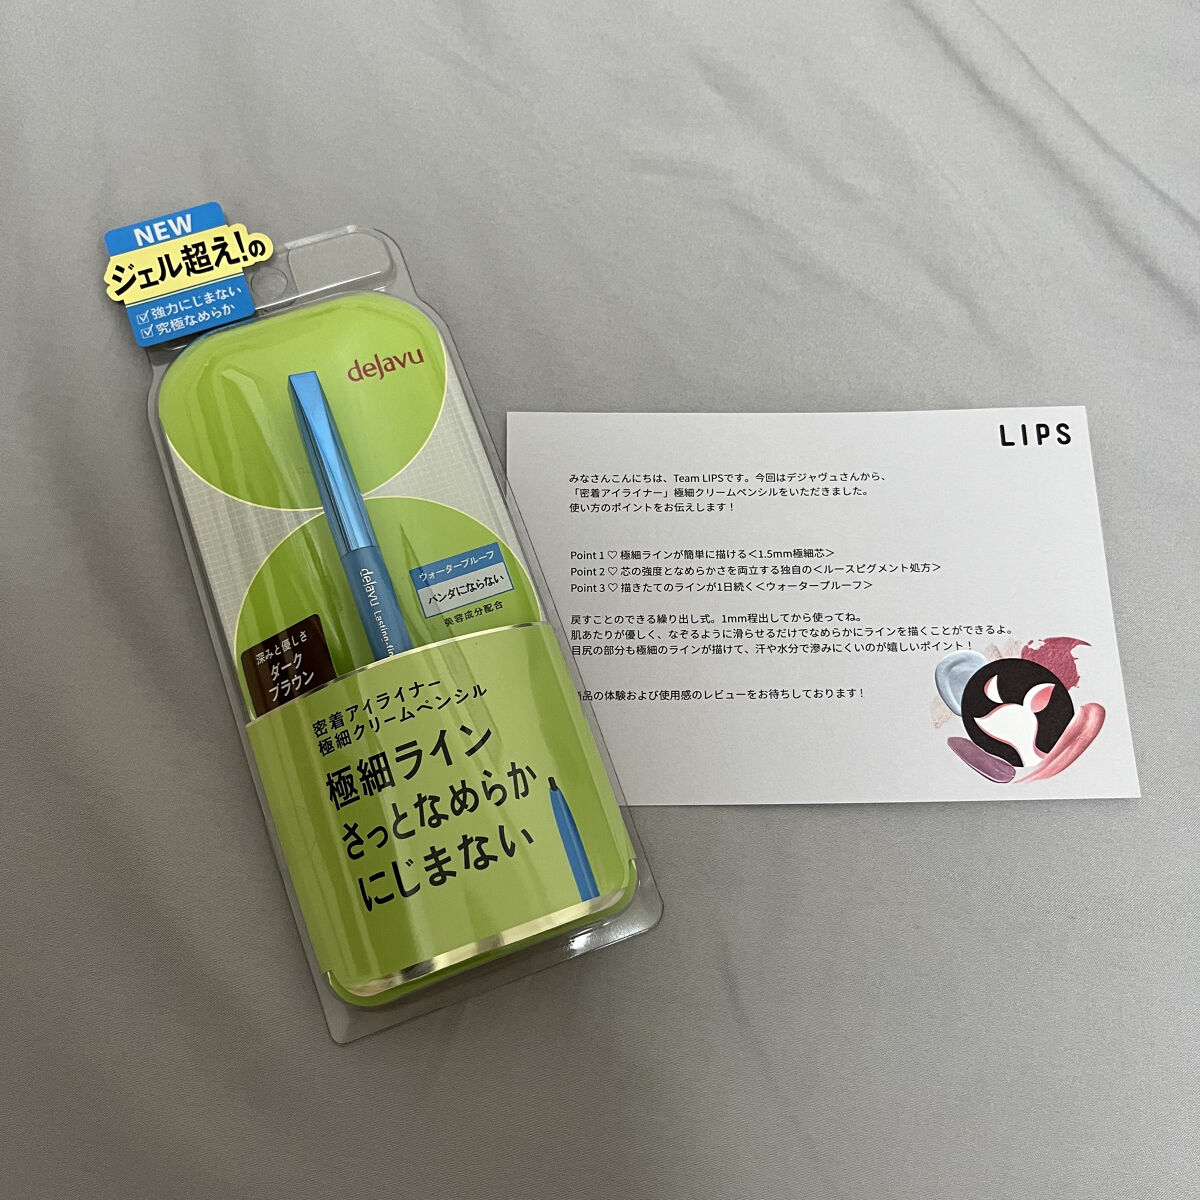 NEW
ジェル超え!の
強力にじまない
究極なめらか
dejavu
dejavu Lasting-fin
ウォータープルーフ
パンダにならない
美容成分配合
深みと優しさ
ダーク
ブラウン
密着アイライナー
極細クリームペンシル
極細ライン
さっとなめらか
にじまない
LIPS
みなさんこんにちは、Team LIPSです。今回はデジャヴュさんから、
「密着アイライナー」極細クリームペンシルをいただきました。
使い方のポイントをお伝えします!
Point 1 ♡ 極細ラインが簡単に描ける＜1.5mm極細芯＞
Point 2 ♡ 芯の強度となめらかさを両立する独自の＜ルースピグメント処方＞
Point 3 ♡ 描きたてのラインが1日続く＜ウォータープルーフ＞
戻すことのできる繰り出し式。1mm程出してから使ってね。
肌あたりが優しく、なぞるように滑らせるだけでなめらかにラインを描くことができるよ。
目尻の部分も極細のラインが描けて、汗や水分で滲みにくいのが嬉しいポイント!
品の体験および使用感のレビューをお待ちしております!